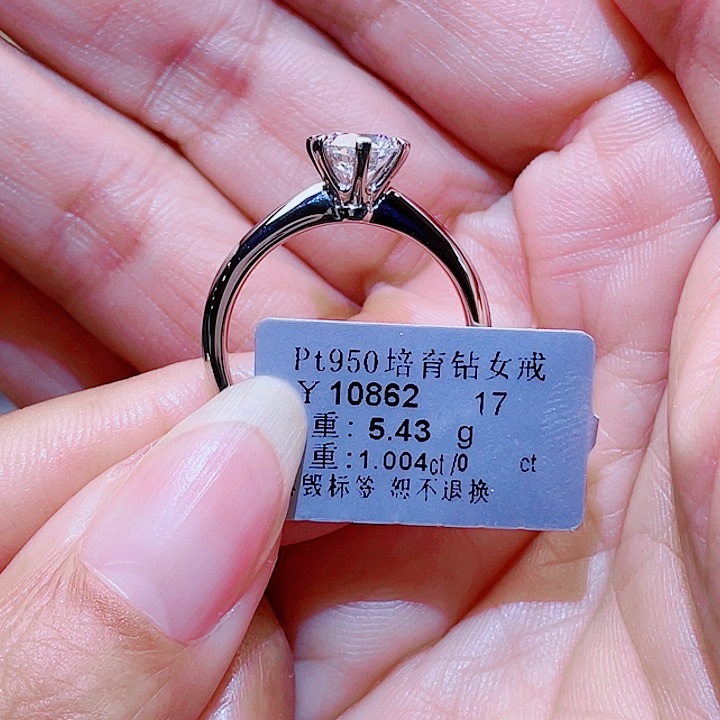 Pt950培育钻女戒
Y 10862 17
重: 5.43 g
重:1.004ct/0 ct
毁标签 恕不退换